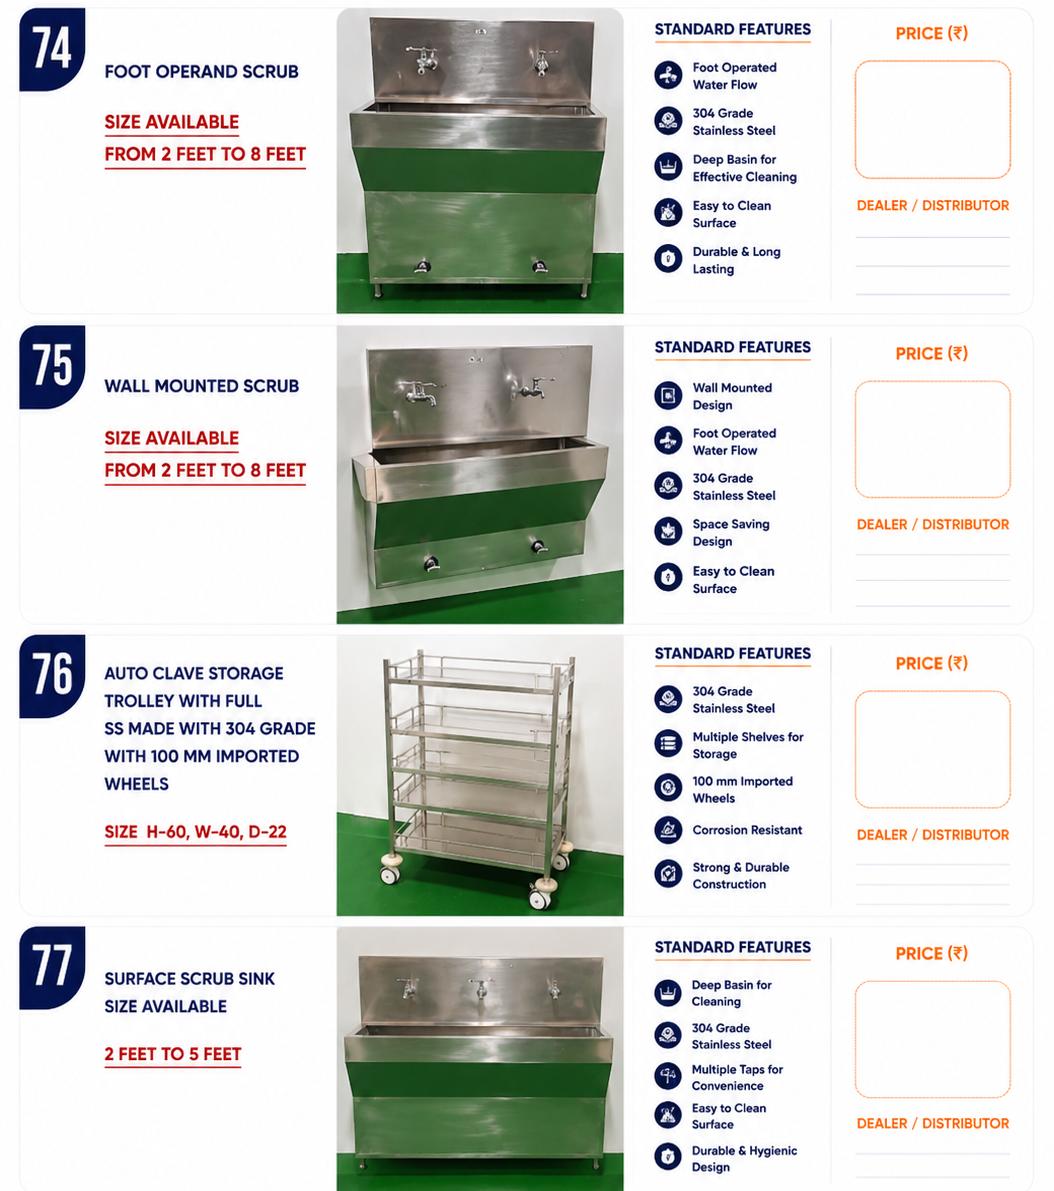 74
FOOT OPERAND SCRUB
SIZE AVAILABLE
FROM 2 FEET TO 8 FEET
STANDARD FEATURES
Foot Operated
Water Flow
304 Grade
Stainless Steel
Deep Basin for
Effective Cleaning
Easy to Clean
Surface
Durable & Long
Lasting
PRICE (₹)
DEALER / DISTRIBUTOR
75
WALL MOUNTED SCRUB
SIZE AVAILABLE
FROM 2 FEET TO 8 FEET
STANDARD FEATURES
Wall Mounted
Design
Foot Operated
Water Flow
304 Grade
Stainless Steel
Space Saving
Design
Easy to Clean
Surface
PRICE (₹)
DEALER / DISTRIBUTOR
76
AUTO CLAVE STORAGE
TROLLEY WITH FULL
SS MADE WITH 304 GRADE
WITH 100 MM IMPORTED
WHEELS
SIZE H-60, W-40, D-22
STANDARD FEATURES
304 Grade
Stainless Steel
Multiple Shelves for
Storage
100 mm Imported
Wheels
Corrosion Resistant
Strong & Durable
Construction
PRICE (₹)
DEALER / DISTRIBUTOR
77
SURFACE SCRUB SINK
SIZE AVAILABLE
2 FEET TO 5 FEET
STANDARD FEATURES
Deep Basin for
Cleaning
304 Grade
Stainless Steel
Multiple Taps for
Convenience
Easy to Clean
Surface
Durable & Hygienic
Design
PRICE (₹)
DEALER / DISTRIBUTOR